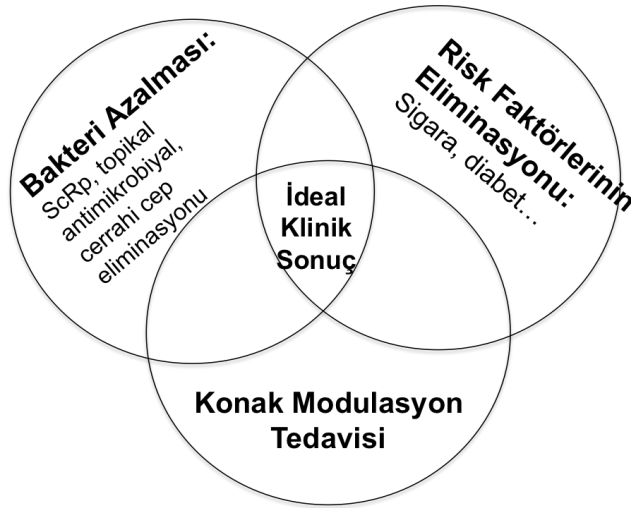 Bakteri Azalması:
ScRp, topikal
antimikrobiyal,
cerrahi cep
eliminasyonu
Risk Faktörlerinin
Eliminasyonu:
Sigara, diabet...
İdeal
Klinik
Sonuç
Konak Modulasyon
Tedavisi